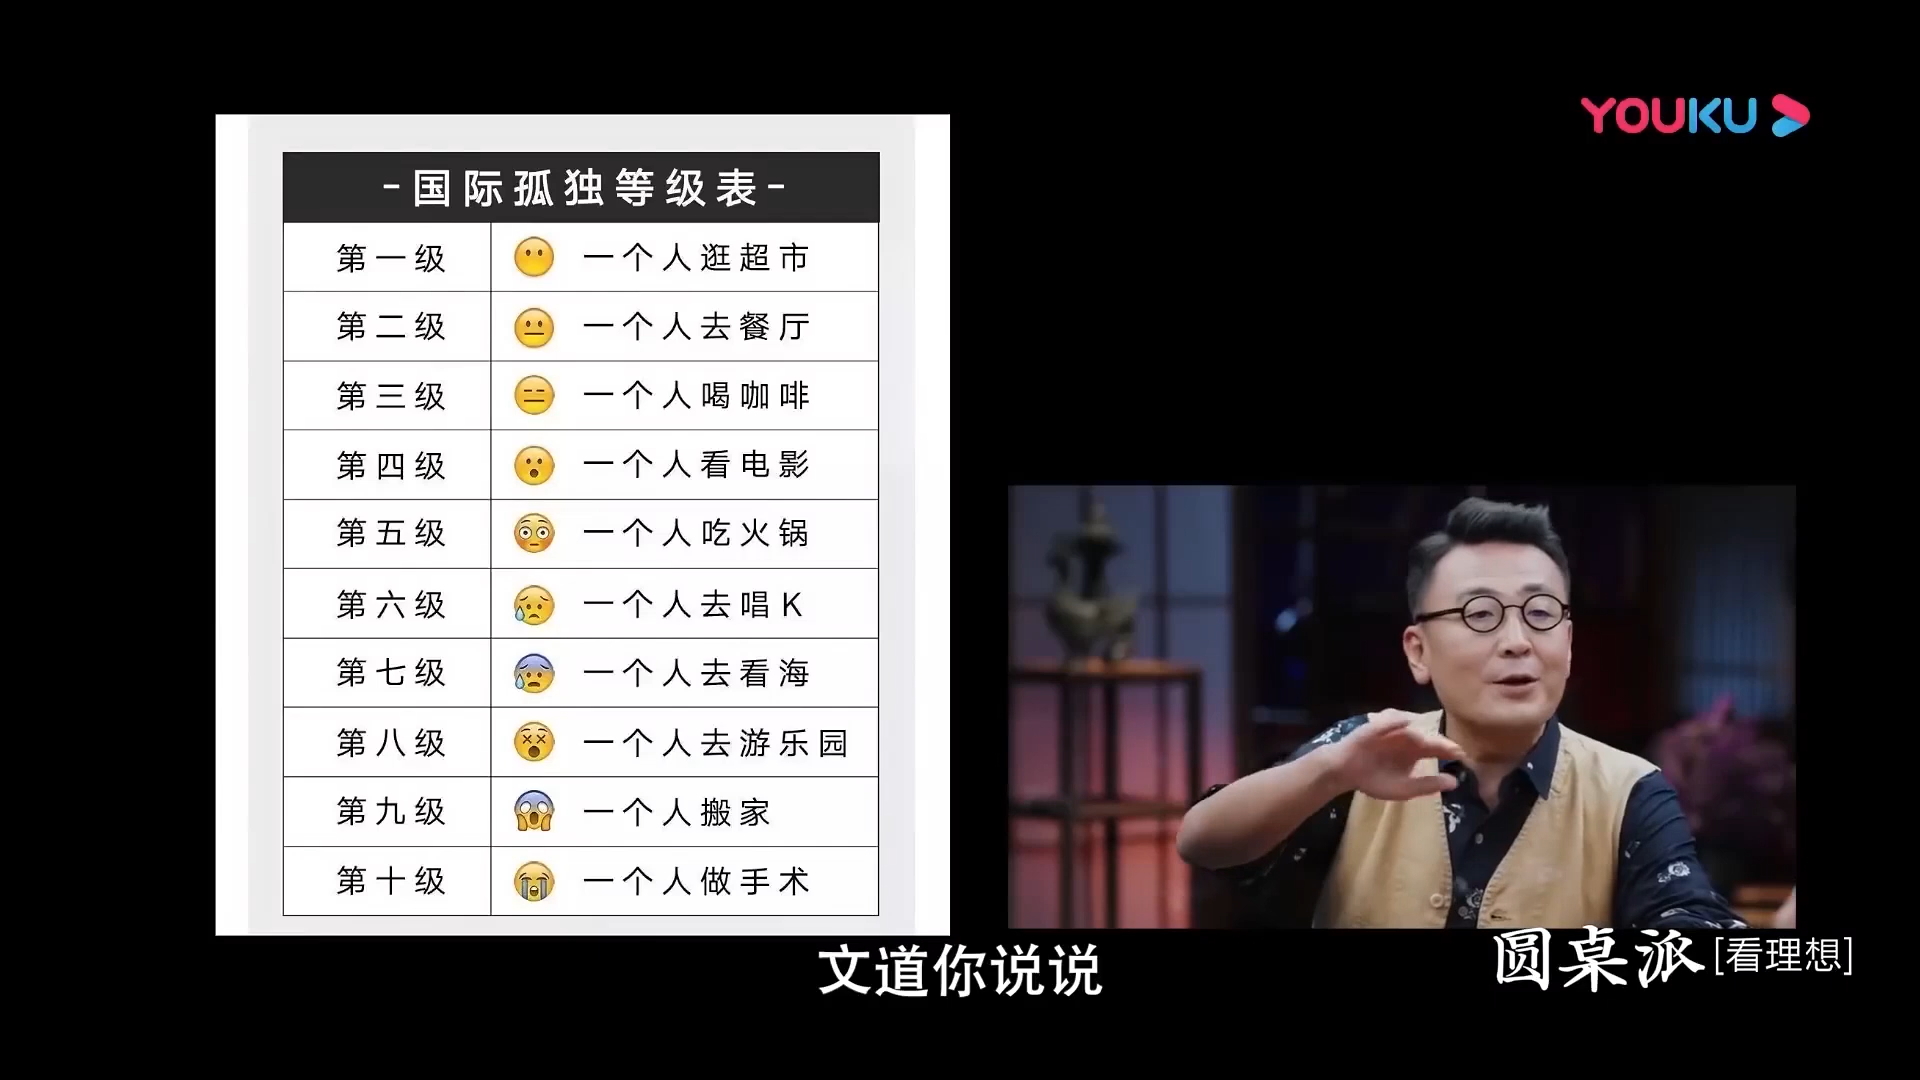 YOUKU
-国际孤独等级表-
第一级 一个人逛超市
第二级 一个人去餐厅
第三级 一个人喝咖啡
第四级 一个人看电影
第五级 一个人吃火锅
第六级 一个人去唱K
第七级 一个人去看海
第八级 一个人去游乐园
第九级 一个人搬家
第十级 一个人做手术
文道你说说
圆桌派[看理想]